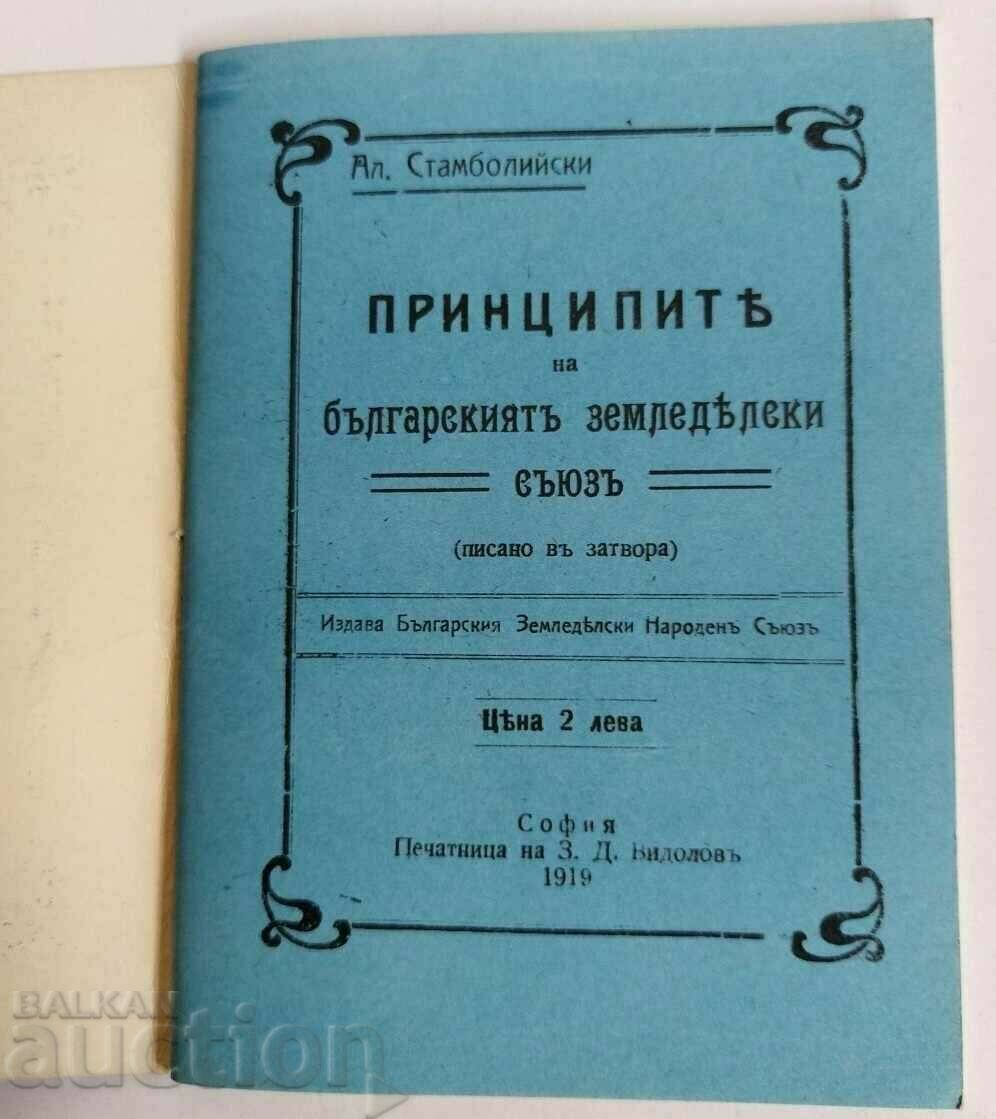 Ал. Стамболийски
ПРИНЦИПИТѢ
на
българскиятъ земледѣлски
съюзъ
(писано въ затвора)
Издава Българския Земледѣлски Народенъ Съюзъ
Цѣна 2 лева
София
Печатница на З. Д. Видоловъ
1919
BALKAN
auction